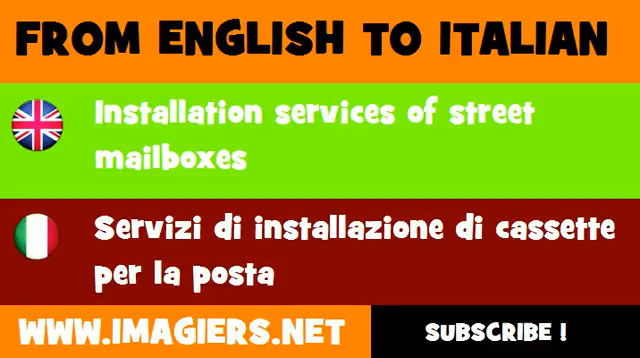 FROM ENGLISH TO ITALIAN
Installation services of street
mailboxes
Servizi di installazione di cassette
per la posta
WWW.IMAGIERS.NET
SUBSCRIBE !